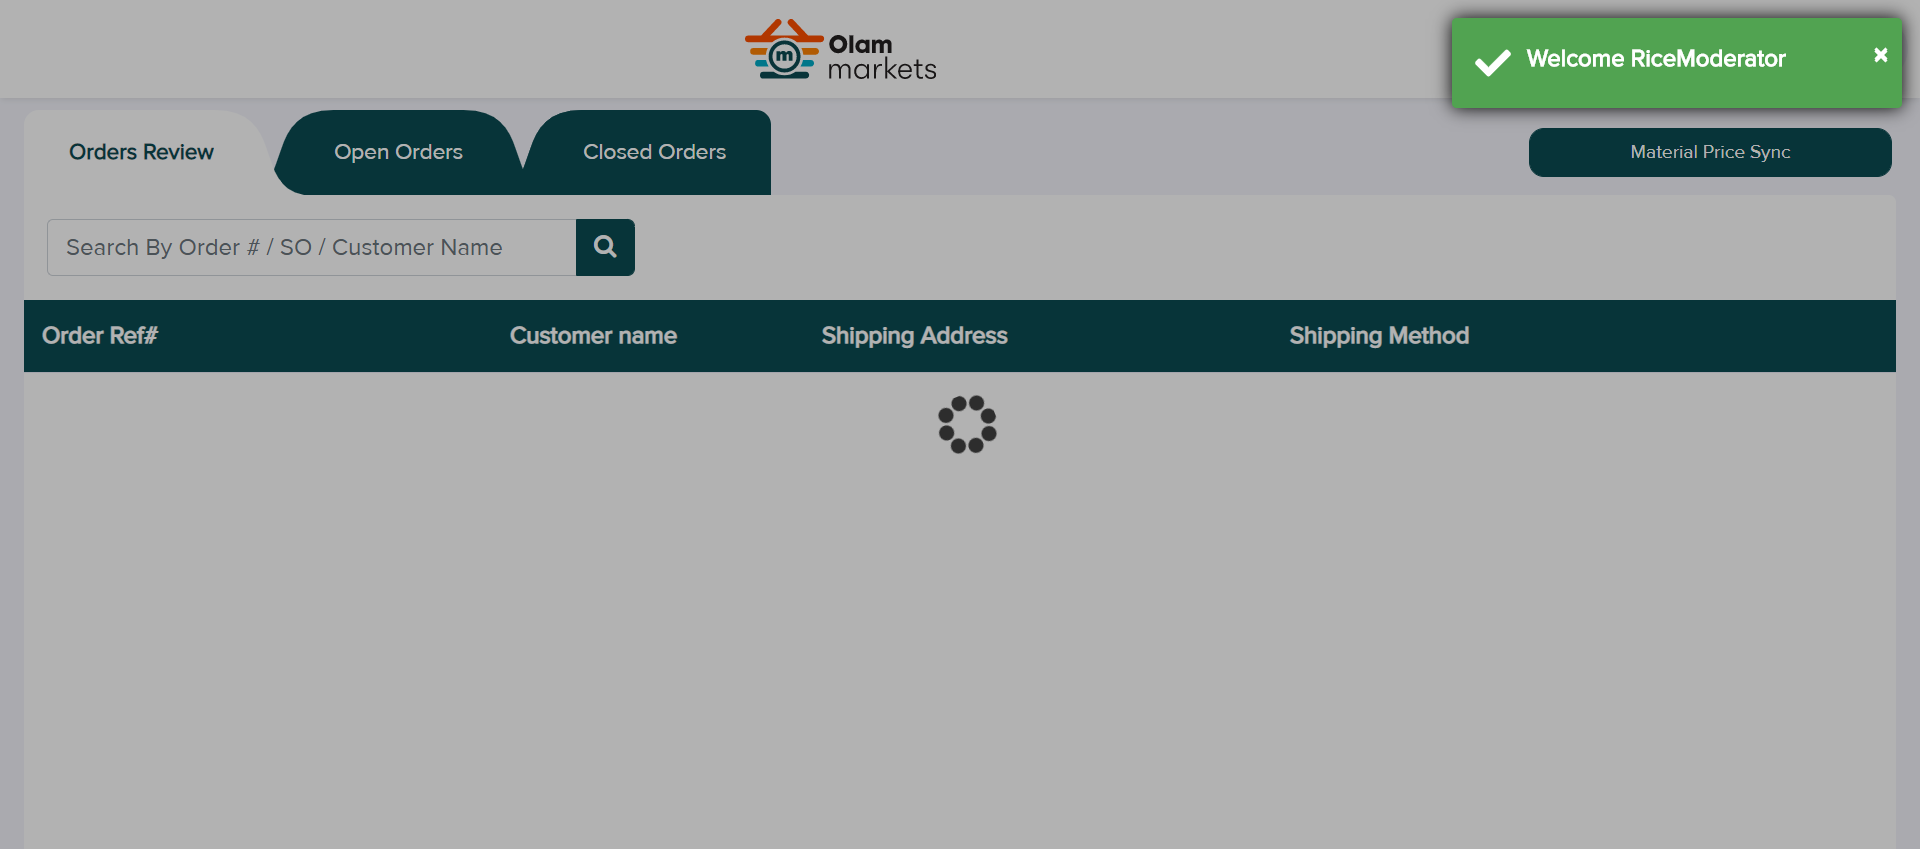 m
Olam
markets
Welcome RiceModerator
×
Orders Review
Open Orders
Closed Orders
Material Price Sync
Search By Order # / SO / Customer Name
Order Ref# Customer name Shipping Address Shipping Method